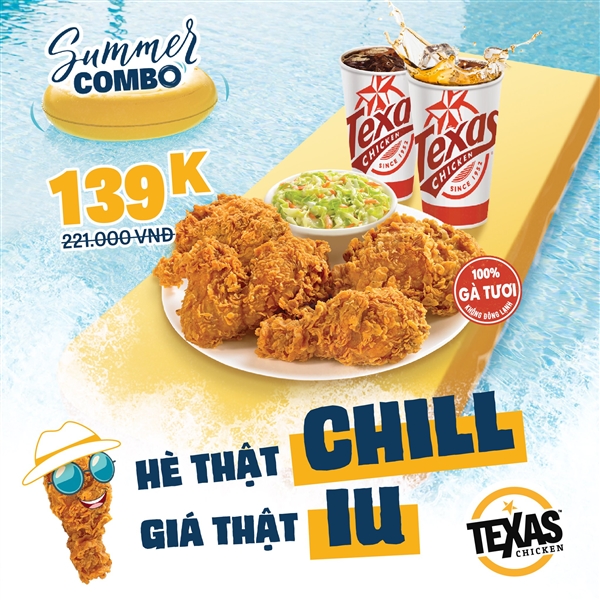 Summer
COMBO
139K
221.000 VNĐ
Texas
CHICKEN
SINCE 1952
Texas
CHICKEN
SINCE 1952
100%
GÀ TƯƠI
KHÔNG ĐÔNG LẠNH
HÈ THẬT CHILL
GIÁ THẬT IU
TEXAS
CHICKEN